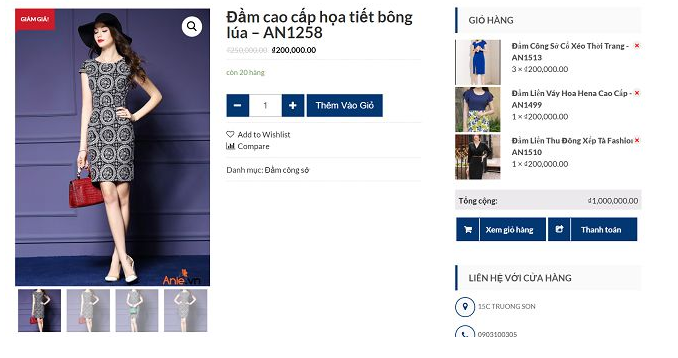 GIẢM GIÁ!
Đầm cao cấp họa tiết bông
lúa – AN1258
₫250,000.00 ₫200,000.00
còn 20 hàng
1
Thêm Vào Giỏ
Add to Wishlist
Compare
Danh mục: Đầm công sở
Anle.vn
GIỎ HÀNG
Đầm Công Sở Cổ Xéo Thời Trang -
AN1513
3 × ₫200,000.00
Đầm Liền Váy Hoa Hena Cao Cấp -
AN1499
1 × ₫200,000.00
Đầm Liền Thu Đông Xếp Tà Fashion
AN1510
1 × ₫200,000.00
Tổng cộng: ₫1,000,000.00
Xem giỏ hàng
Thanh toán
LIÊN HỆ VỚI CỬA HÀNG
15C TRUONG SON
0903100305